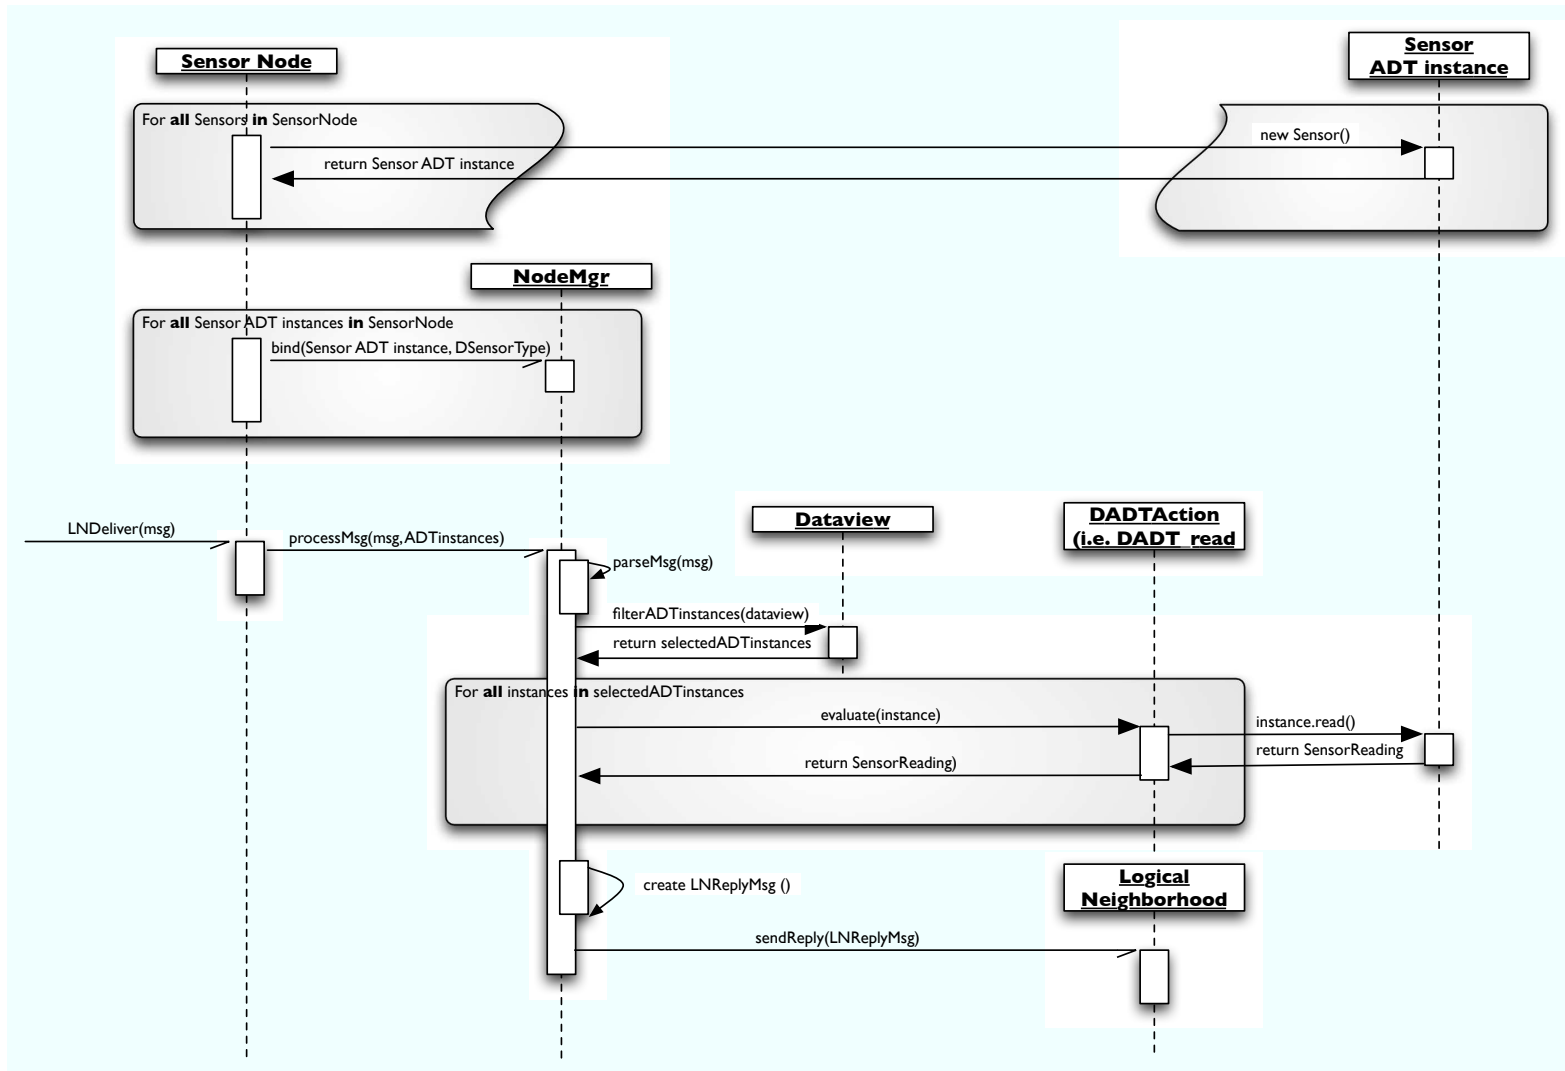 Sensor Node
Sensor
ADT instance
For all Sensors in SensorNode
new Sensor()
return Sensor ADT instance
NodeMgr
For all Sensor ADT instances in SensorNode
bind(Sensor ADT instance, DSensorType)
Dataview
DADTAction
(i.e. DADT_read
LNDeliver(msg)
processMsg(msg,ADTinstances)
parseMsg(msg)
filterADTinstances(dataview)
return selectedADTinstances
For all instances in selectedADTinstances
evaluate(instance)
instance.read()
return SensorReading
return SensorReading)
Logical
Neighborhood
create LNReplyMsg ()
sendReply(LNReplyMsg)